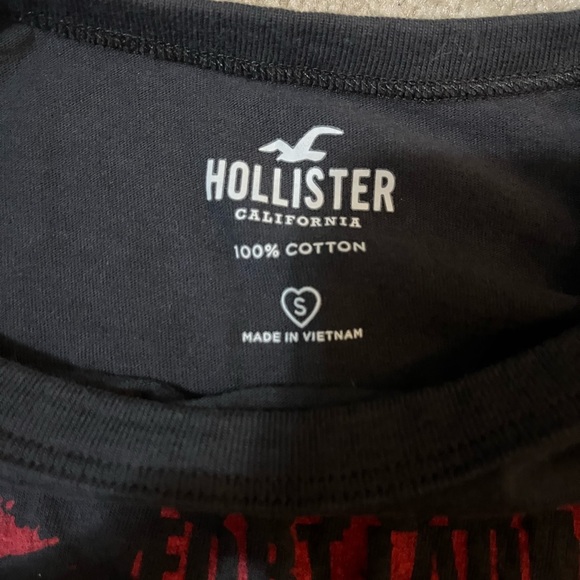 HOLLISTER
CALIFORNIA
100% COTTON
S
MADE IN VIETNAM